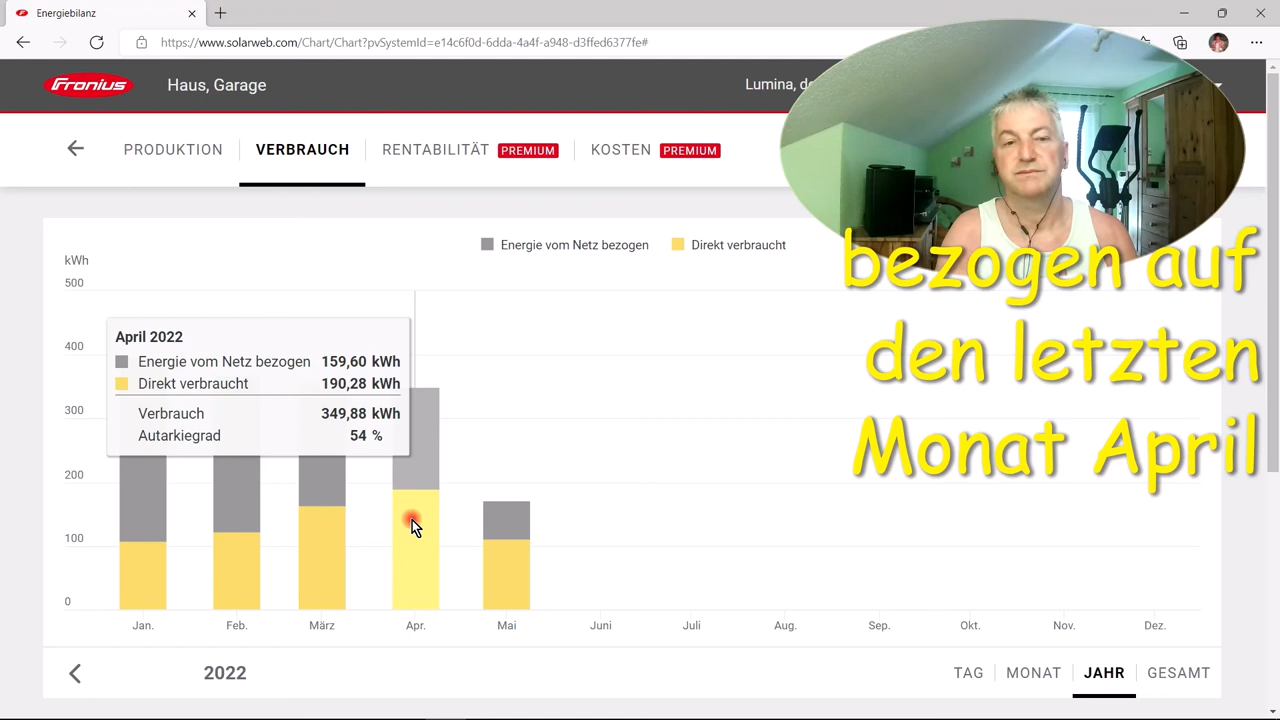 Energiebilanz
https://www.solarweb.com/Chart/Chart?pvSystemId=e14c6f0d-6dda-4a4f-a948-d3ffed6377fe#
Fronius
Haus, Garage
Lumina, de
PRODUKTION
VERBRAUCH
RENTABILITÄT PREMIUM
KOSTEN PREMIUM
Energie vom Netz bezogen
Direkt verbraucht
bezogen auf
den letzten
Monat April
kWh
500
400
300
200
100
0
April 2022
Energie vom Netz bezogen 159,60 kWh
Direkt verbraucht 190,28 kWh
Verbrauch 349,88 kWh
Autarkiegrad 54 %
Jan. Feb. März Apr. Mai Juni Juli Aug. Sep. Okt. Nov. Dez.
2022
TAG MONAT JAHR GESAMT